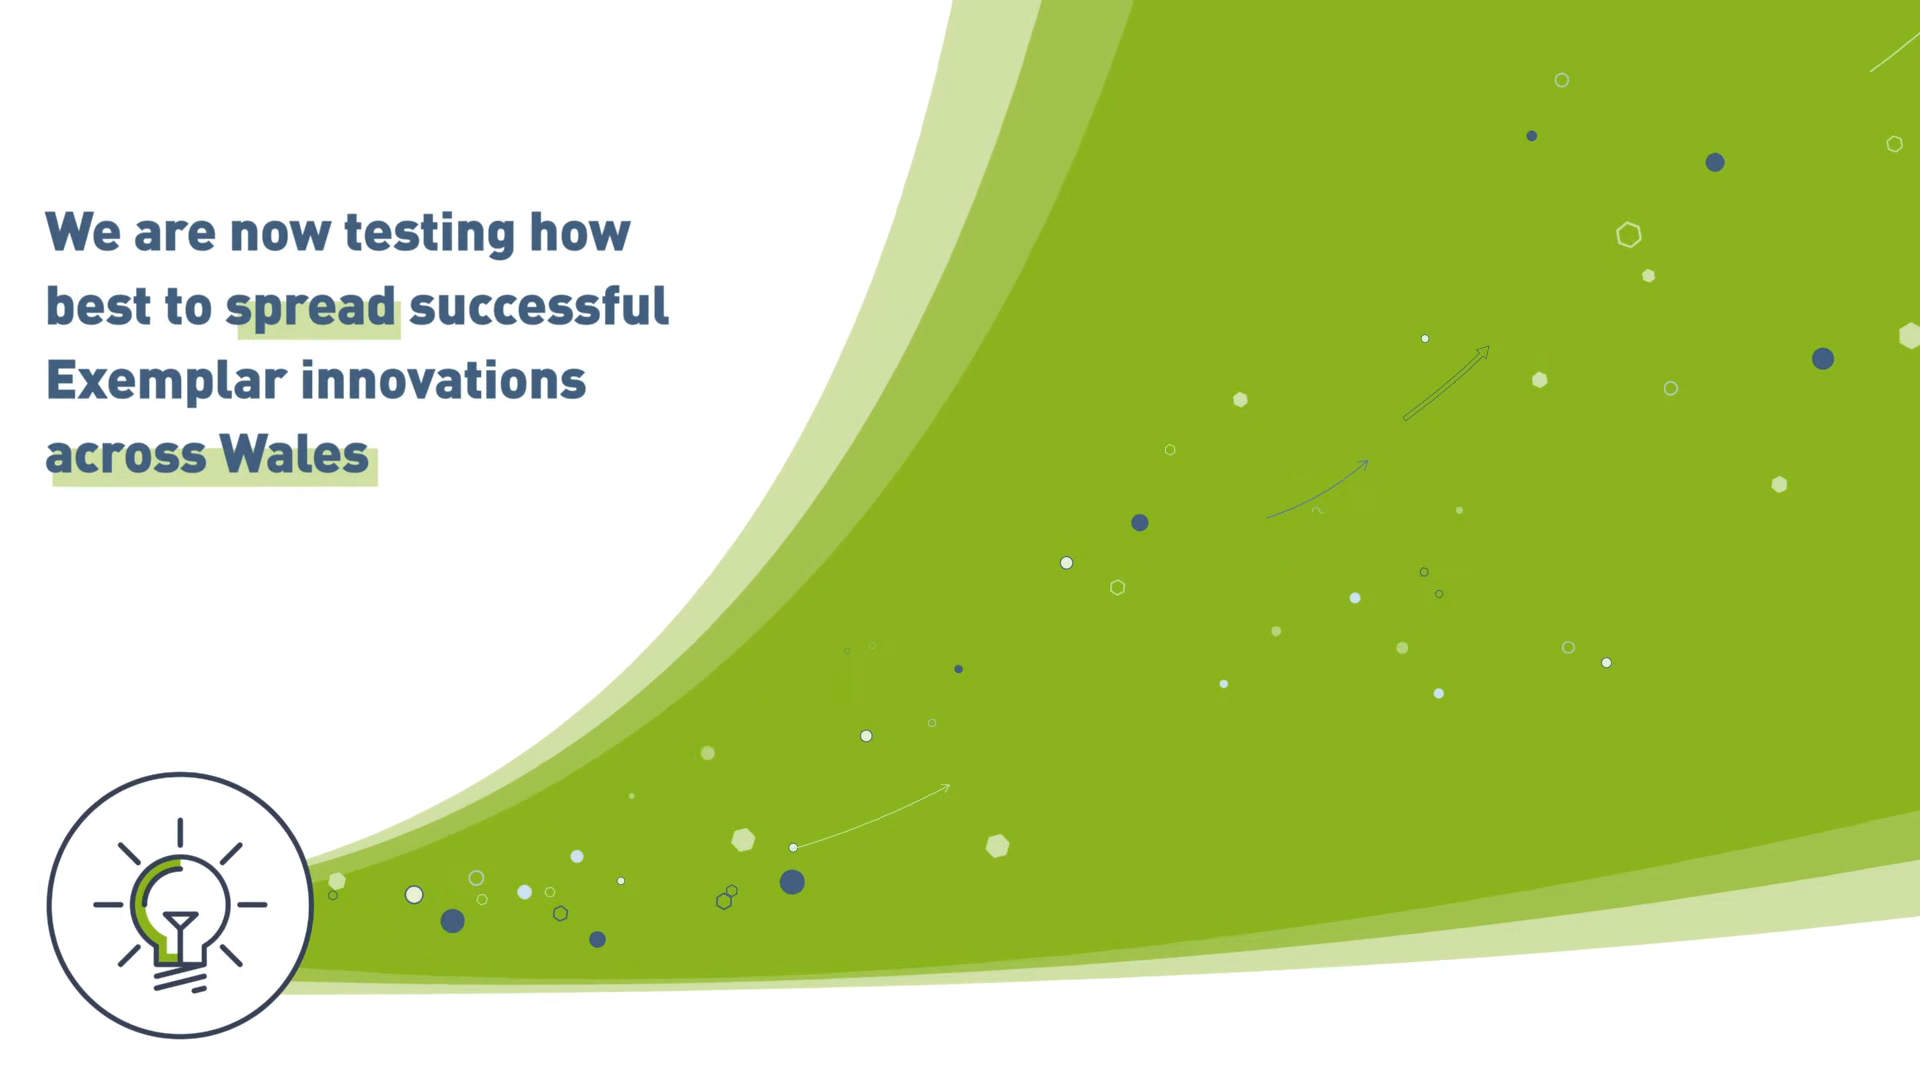 We are now testing how
best to spread successful
Exemplar innovations
across Wales